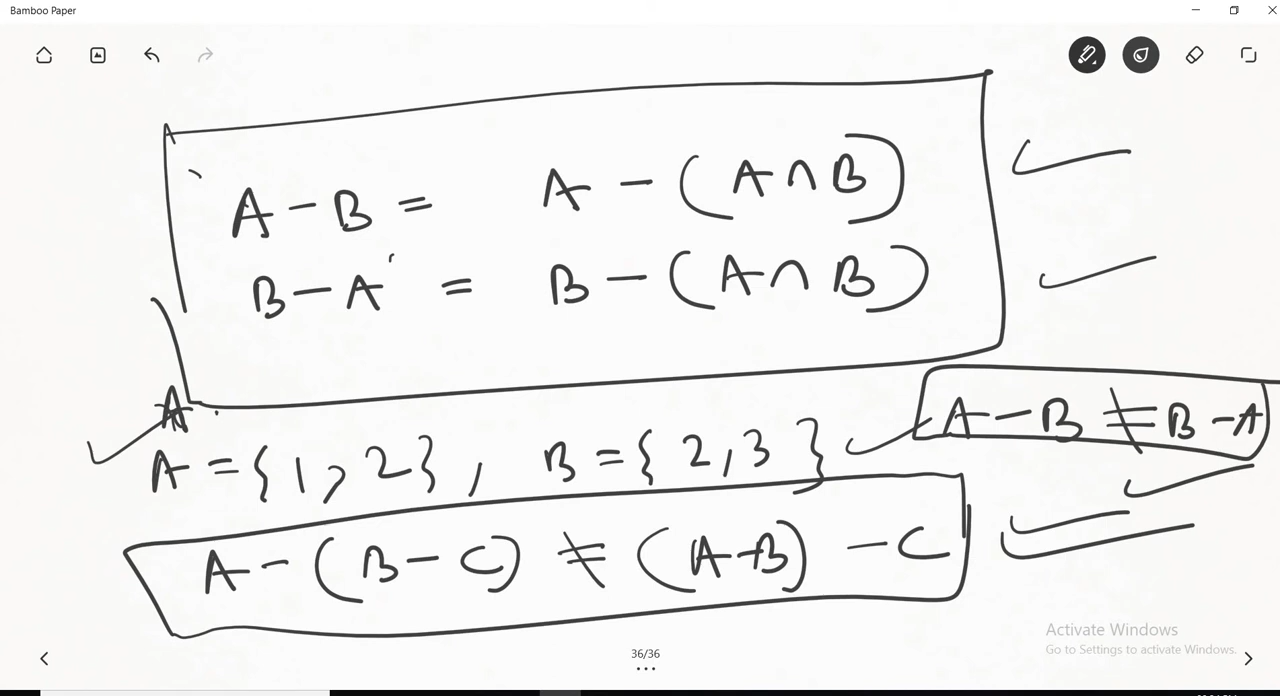 Bamboo Paper
A - B = A - (A ∩ B)
B - A = B - (A ∩ B)
A - B ≠ B - A
A
A = {1, 2}, B = {2, 3}
A - (B - C) ≠ (A - B) - C
Activate Windows
Go to Settings to activate Windows.
36/36